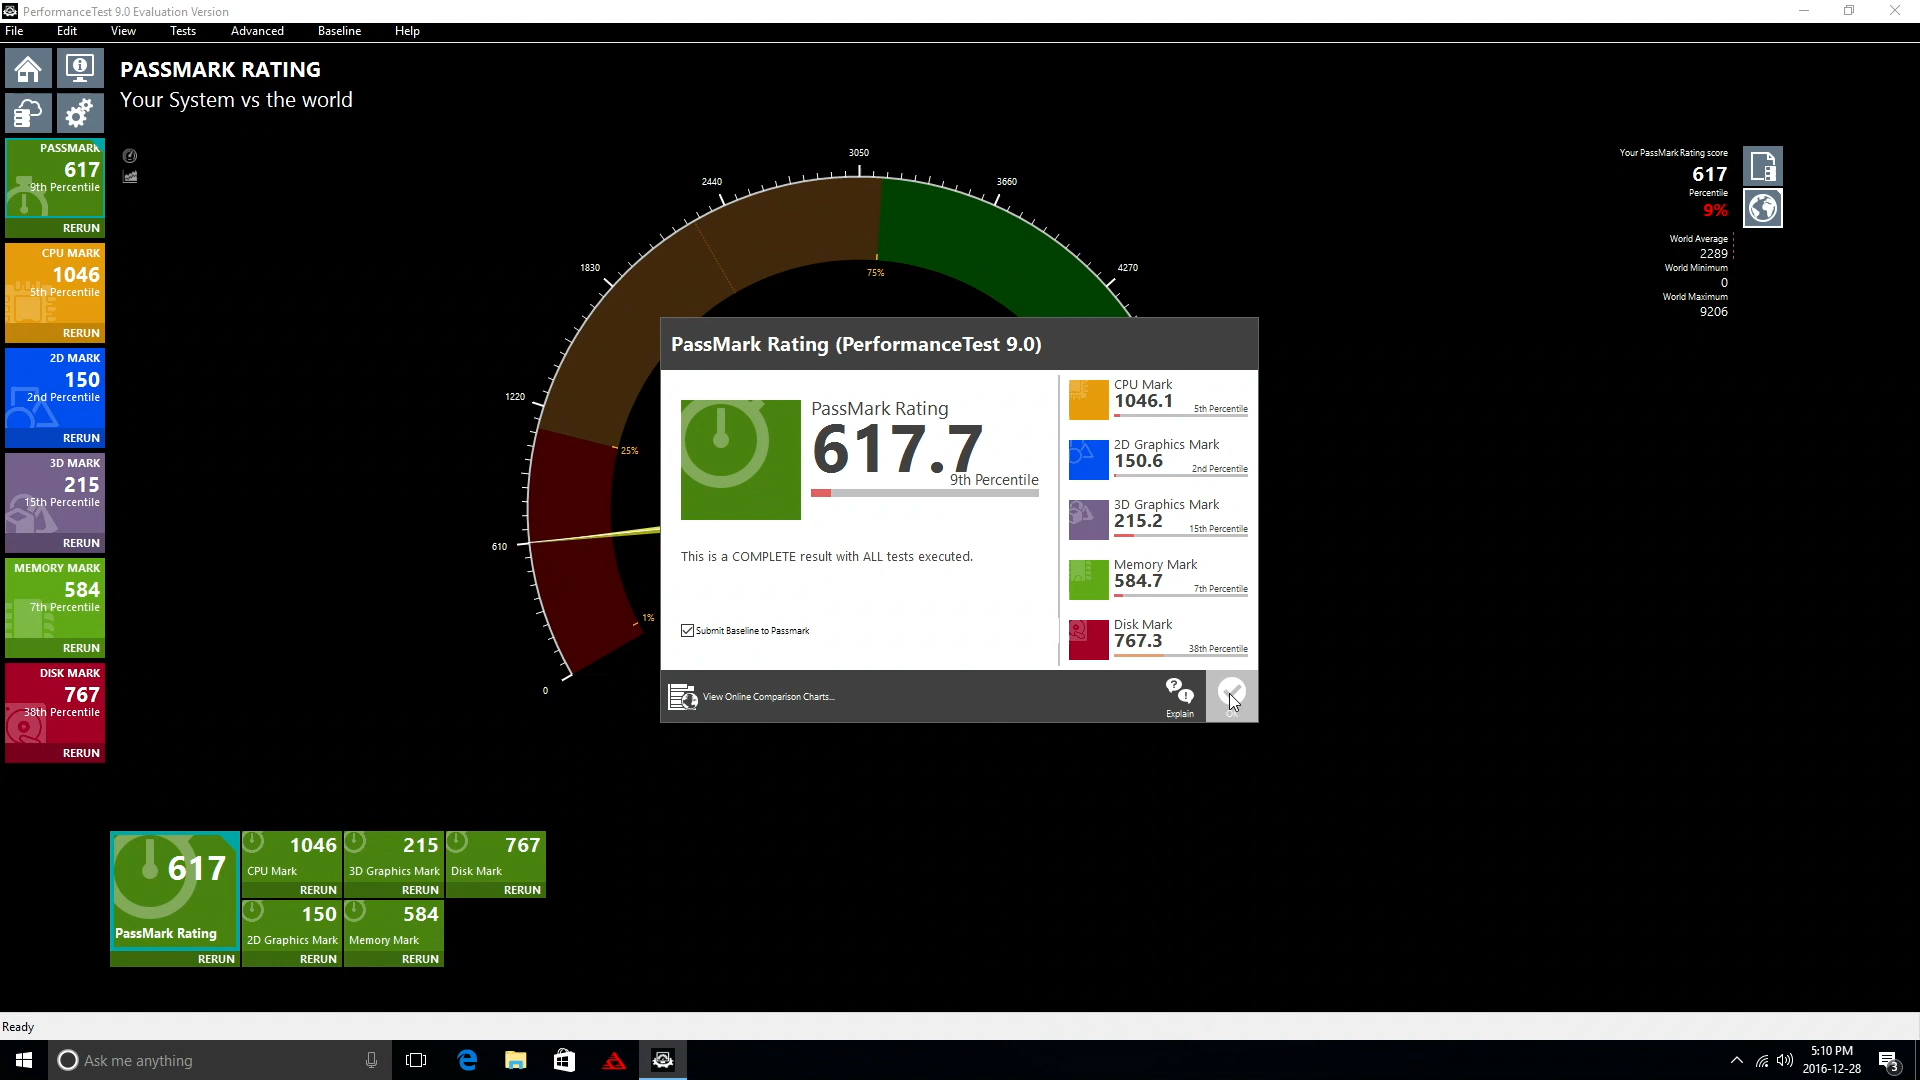 PerformanceTest 9.0 Evaluation Version
File Edit View Tests Advanced Baseline Help
PASSMARK RATING
Your System vs the world
PASSMARK
617
9th Percentile
RERUN
CPU MARK
1046
5th Percentile
RERUN
2D MARK
150
2nd Percentile
RERUN
3D MARK
215
15th Percentile
RERUN
MEMORY MARK
584
7th Percentile
RERUN
DISK MARK
767
38th Percentile
RERUN
0
610
1220
1830
2440
3050
3660
4270
1%
25%
75%
Your PassMark Rating score
617
Percentile
9%
World Average
2289
World Minimum
0
World Maximum
9206
PassMark Rating (PerformanceTest 9.0)
PassMark Rating
617.7
9th Percentile
This is a COMPLETE result with ALL tests executed.
Submit Baseline to Passmark
CPU Mark
1046.1
5th Percentile
2D Graphics Mark
150.6
2nd Percentile
3D Graphics Mark
215.2
15th Percentile
Memory Mark
584.7
7th Percentile
Disk Mark
767.3
38th Percentile
View Online Comparison Charts...
Explain
617
PassMark Rating
RERUN
1046
CPU Mark
RERUN
215
3D Graphics Mark
RERUN
767
Disk Mark
RERUN
150
2D Graphics Mark
RERUN
584
Memory Mark
RERUN
Ready
Ask me anything
5:10 PM
2016-12-28
3